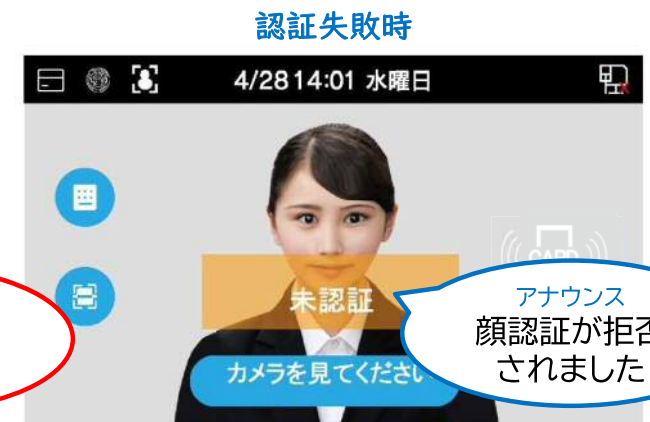 認証失敗時
4/28 14:01 水曜日
CARD
未認証
カメラを見てください
アナウンス
顔認証が拒否
されました